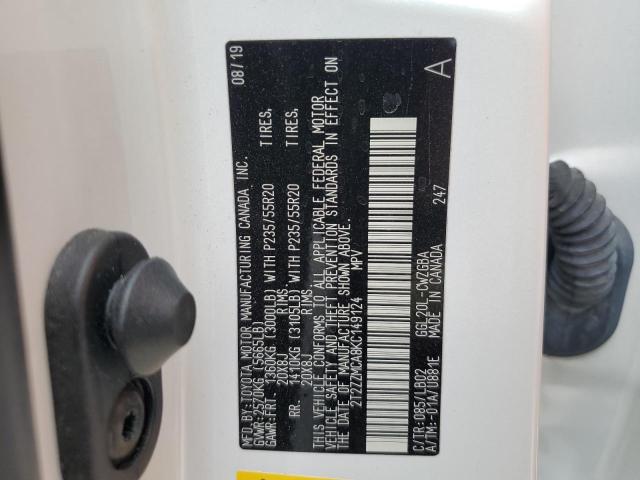 MFD. BY:TOYOTA MOTOR MANUFACTURING CANADA INC. 08/19
GVWR:2570KG (5665LB)
GAWR:FRT. 1360KG (3000LB) WITH P235/55R20 TIRES,
20X8J RIMS,
RR. 1410KG (3105LB) WITH P235/55R20 TIRES,
20X8J RIMS.
THIS VEHICLE CONFORMS TO ALL APPLICABLE FEDERAL MOTOR
VEHICLE SAFETY AND THEFT PREVENTION STANDARDS IN EFFECT ON
THE DATE OF MANUFACTURE SHOWN ABOVE.
2T2ZZMCA8KC149124 MPV
A
C/TR:085/LB02 GGL20L-CWZGBA
A/TM:-01A/U881E MADE IN CANADA 247